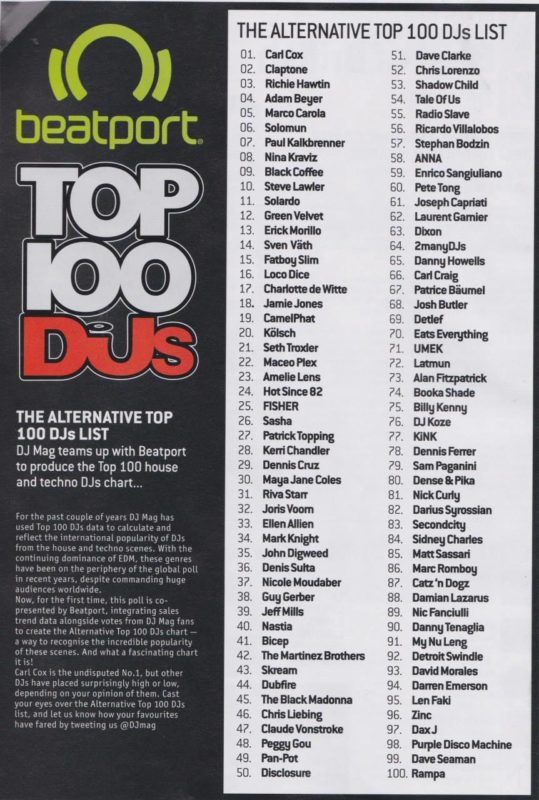 beatport®
TOP
100
DJs
THE ALTERNATIVE TOP
100 DJs LIST
DJ Mag teams up with Beatport
to produce the Top 100 house
and techno DJs chart...
For the past couple of years DJ Mag has
used Top 100 DJs data to calculate and
reflect the international popularity of DJs
from the house and techno scenes. With the
continuing dominance of EDM, these genres
have been on the periphery of the global poll
in recent years, despite commanding huge
audiences worldwide.
Now, for the first time, this poll is co-
presented by Beatport, integrating sales
trend data alongside votes from DJ Mag fans
to create the Alternative Top 100 DJs chart —
a way to recognise the incredible popularity
of these scenes. And what a fascinating chart
it is!
Carl Cox is the undisputed No.1, but other
DJs have placed surprisingly high or low,
depending on your opinion of them. Cast
your eyes over the Alternative Top 100 DJs
list, and let us know how your favourites
have fared by tweeting us @DJmag
THE ALTERNATIVE TOP 100 DJs LIST
01. Carl Cox
02. Claptone
03. Richie Hawtin
04. Adam Beyer
05. Marco Carola
06. Solomun
07. Paul Kalkbrenner
08. Nina Kraviz
09. Black Coffee
10. Steve Lawler
11. Solardo
12. Green Velvet
13. Erick Morillo
14. Sven Väth
15. Fatboy Slim
16. Loco Dice
17. Charlotte de Witte
18. Jamie Jones
19. CamelPhat
20. Kölsch
21. Seth Troxler
22. Maceo Plex
23. Amelie Lens
24. Hot Since 82
25. FISHER
26. Sasha
27. Patrick Topping
28. Kerri Chandler
29. Dennis Cruz
30. Maya Jane Coles
31. Riva Starr
32. Joris Voorn
33. Ellen Allien
34. Mark Knight
35. John Digweed
36. Denis Sulta
37. Nicole Moudaber
38. Guy Gerber
39. Jeff Mills
40. Nastia
41. Bicep
42. The Martinez Brothers
43. Skream
44. Dubfire
45. The Black Madonna
46. Chris Liebing
47. Claude Vonstroke
48. Peggy Gou
49. Pan-Pot
50. Disclosure
51. Dave Clarke
52. Chris Lorenzo
53. Shadow Child
54. Tale Of Us
55. Radio Slave
56. Ricardo Villalobos
57. Stephan Bodzin
58. ANNA
59. Enrico Sangiuliano
60. Pete Tong
61. Joseph Capriati
62. Laurent Garnier
63. Dixon
64. 2manyDJs
65. Danny Howells
66. Carl Craig
67. Patrice Bäumel
68. Josh Butler
69. Detlef
70. Eats Everything
71. UMEK
72. Latmun
73. Alan Fitzpatrick
74. Booka Shade
75. Billy Kenny
76. DJ Koze
77. KiNK
78. Dennis Ferrer
79. Sam Paganini
80. Dense & Pika
81. Nick Curly
82. Darius Syrossian
83. Secondcity
84. Sidney Charles
85. Matt Sassari
86. Marc Romboy
87. Catz 'n Dogz
88. Damian Lazarus
89. Nic Fanciulli
90. Danny Tenaglia
91. My Nu Leng
92. Detroit Swindle
93. David Morales
94. Darren Emerson
95. Len Faki
96. Zinc
97. Dax J
98. Purple Disco Machine
99. Dave Seaman
100. Rampa